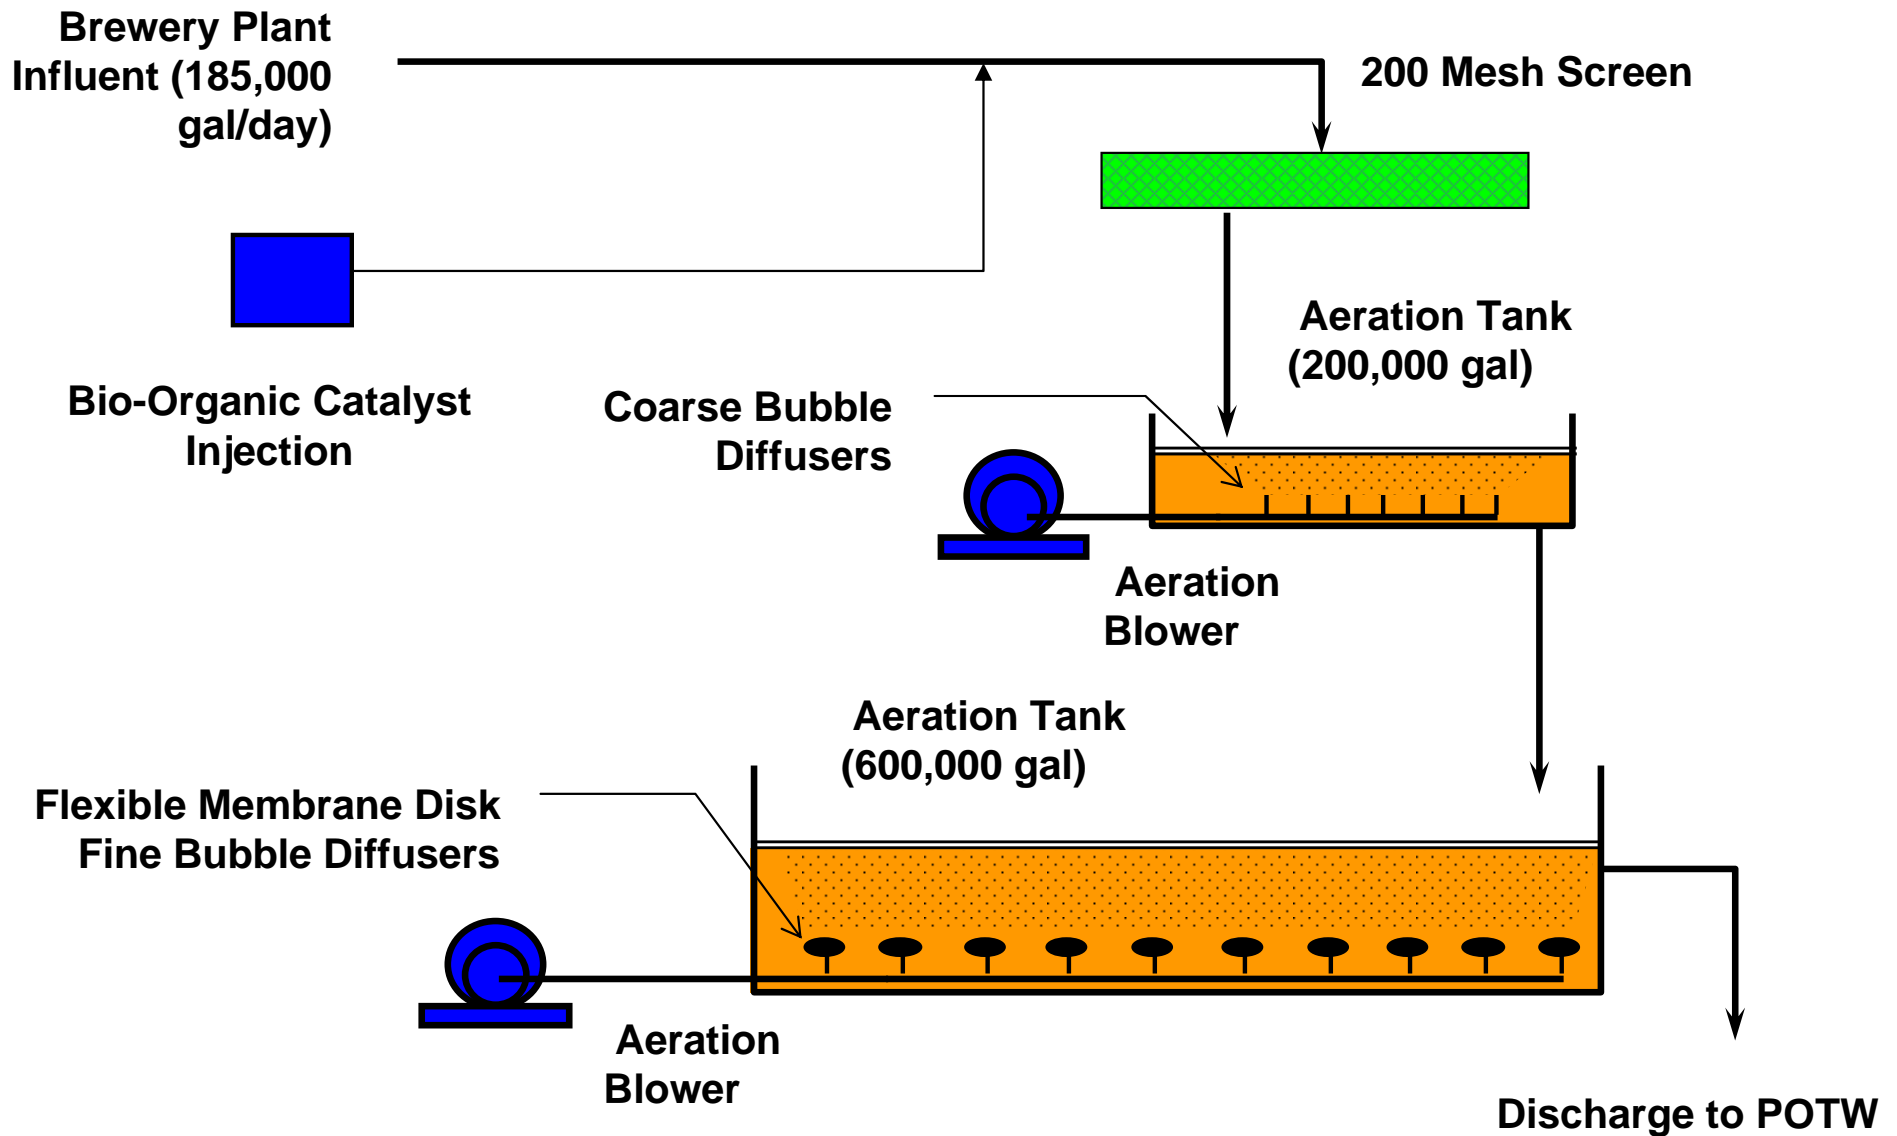 Brewery Plant
Influent (185,000
gal/day)
200 Mesh Screen
Bio-Organic Catalyst
Injection
Aeration Tank
(200,000 gal)
Coarse Bubble
Diffusers
Aeration
Blower
Aeration Tank
(600,000 gal)
Flexible Membrane Disk
Fine Bubble Diffusers
Aeration
Blower
Discharge to POTW